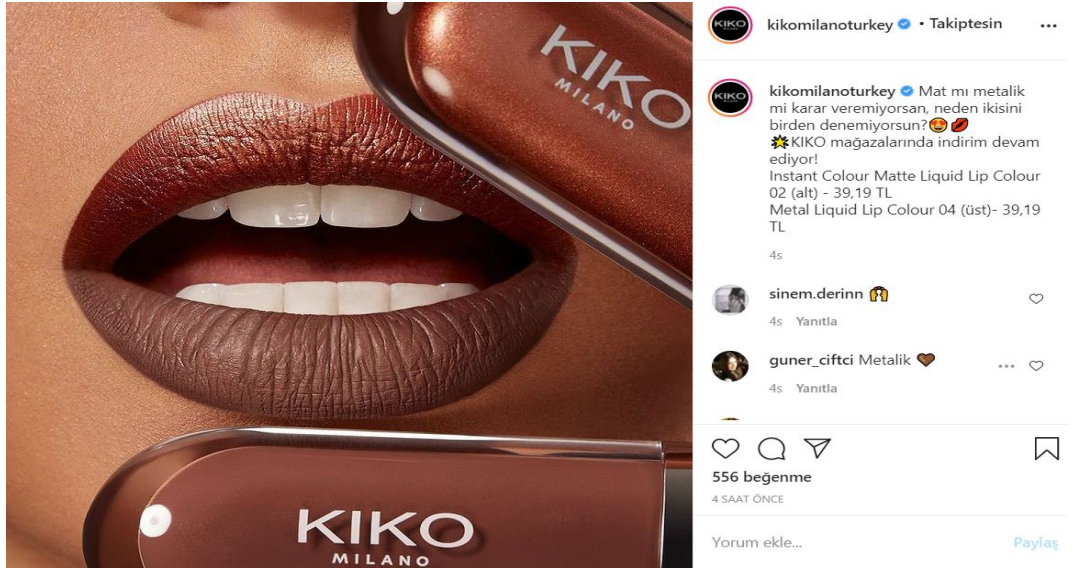 KIKO
MILANO
KIKO
MILANO
KIKO
kikomilanoturkey • Takiptesin
KIKO
kikomilanoturkey Mat mı metalik
mi karar veremiyorsan, neden ikisini
birden denemiyorsun?😍💋
🌟KIKO mağazalarında indirim devam
ediyor!
Instant Colour Matte Liquid Lip Colour
02 (alt) - 39,19 TL
Metal Liquid Lip Colour 04 (üst)- 39,19
TL
4s
sinem.derinn 🙌
4s Yanıtla
guner_ciftci Metalik 🤎
4s Yanıtla
556 beğenme
4 SAAT ÖNCE
Yorum ekle...
Paylaş